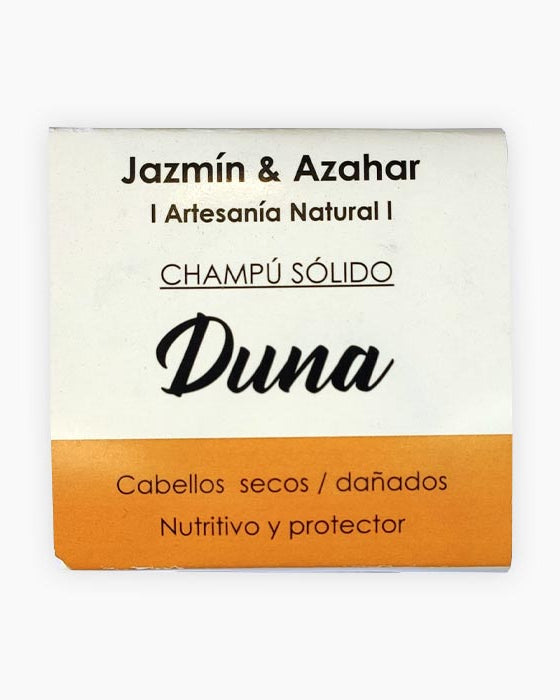 Jazmín & Azahar
I Artesanía Natural I
CHAMPÚ SÓLIDO
Duna
Cabellos secos / dañados
Nutritivo y protector